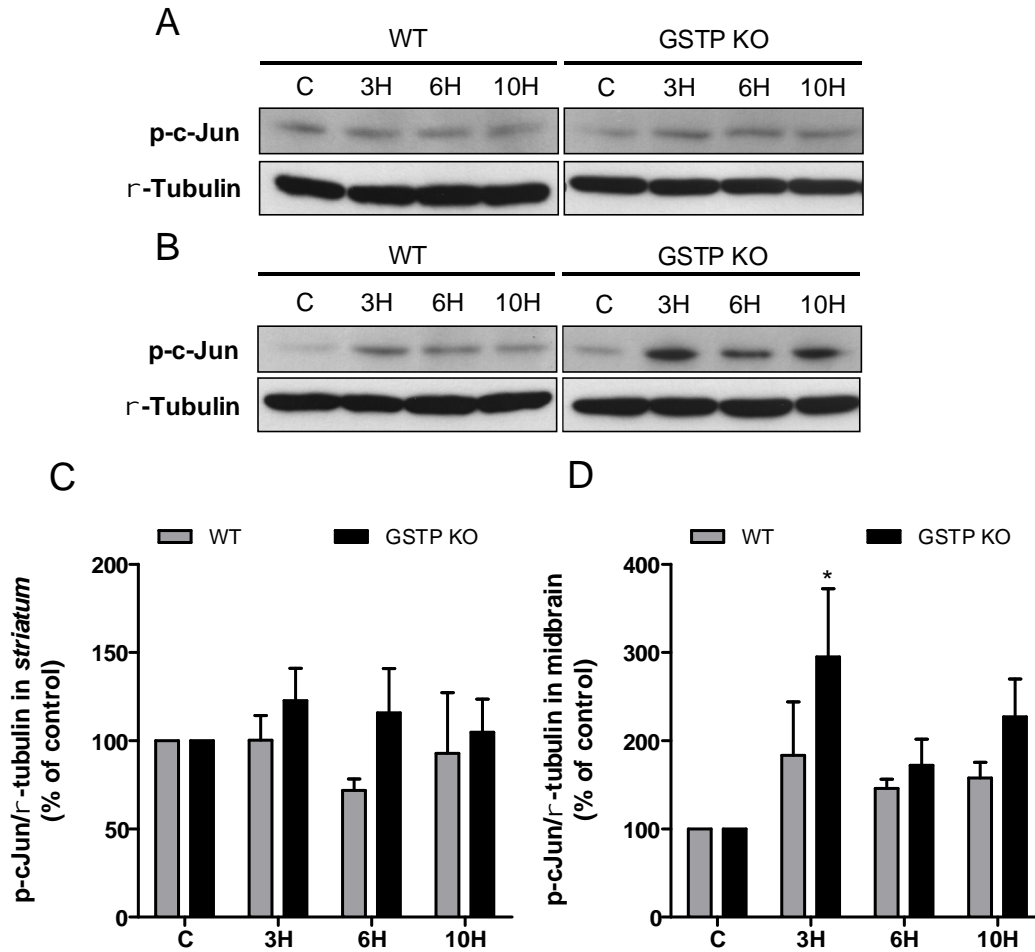 A
WT GSTP KO
C 3H 6H 10H C 3H 6H 10H
p-c-Jun
г-Tubulin
B
WT GSTP KO
C 3H 6H 10H C 3H 6H 10H
p-c-Jun
г-Tubulin
C
WT GSTP KO
p-cJun/г-tubulin in striatum
(% of control)
200
150
100
50
0
C 3H 6H 10H
D
WT GSTP KO
p-cJun/г-tubulin in midbrain
(% of control)
400
300
200
100
0
*
C 3H 6H 10H